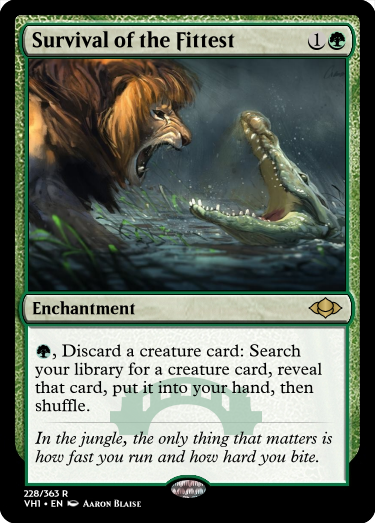 Survival of the Fittest 1
Enchantment
, Discard a creature card: Search
your library for a creature card, reveal
that card, put it into your hand, then
shuffle.
In the jungle, the only thing that matters is
how fast you run and how hard you bite.
228/363 R
VH1 • EN Aaron Blaise